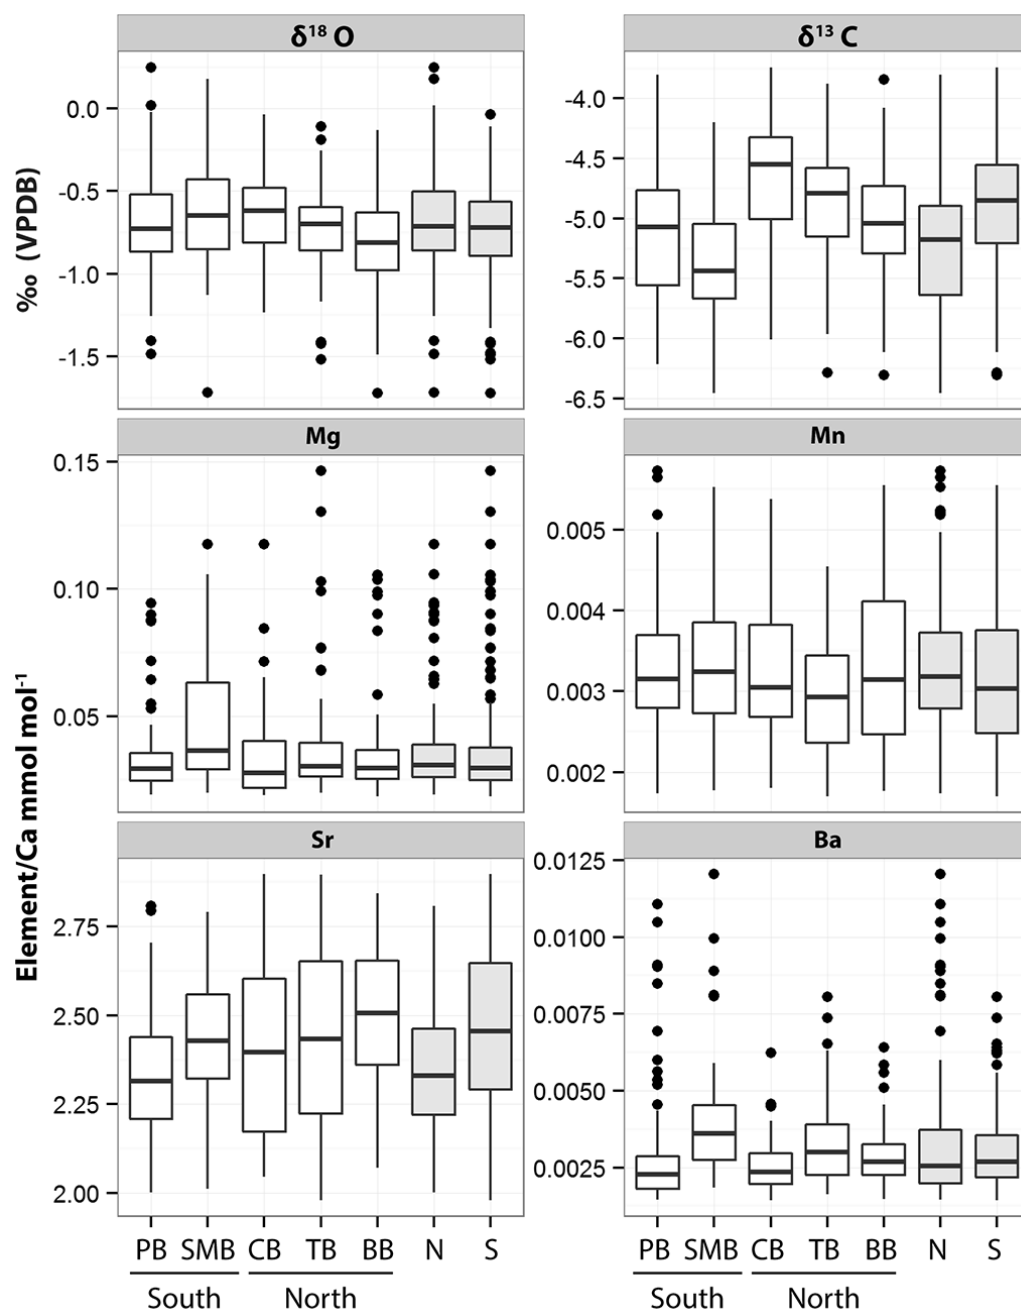 δ¹⁸ O
δ¹³ C
‰ (VPDB)
0.0
-0.5
-1.0
-1.5
-4.0
-4.5
-5.0
-5.5
-6.0
-6.5
Mg
Mn
Element/Ca mmol mol⁻¹
0.15
0.10
0.05
0.005
0.004
0.003
0.002
Sr
Ba
2.75
2.50
2.25
2.00
0.0125
0.0100
0.0075
0.0050
0.0025
PB SMB CB TB BB N S
South North
PB SMB CB TB BB N S
South North